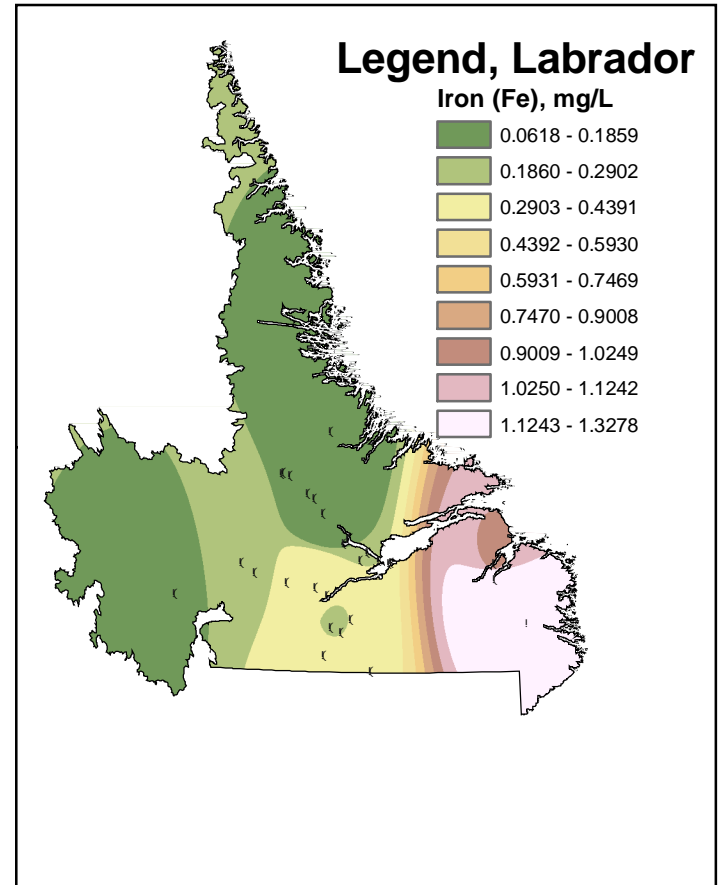 Legend, Labrador
Iron (Fe), mg/L
0.0618 - 0.1859
0.1860 - 0.2902
0.2903 - 0.4391
0.4392 - 0.5930
0.5931 - 0.7469
0.7470 - 0.9008
0.9009 - 1.0249
1.0250 - 1.1242
1.1243 - 1.3278